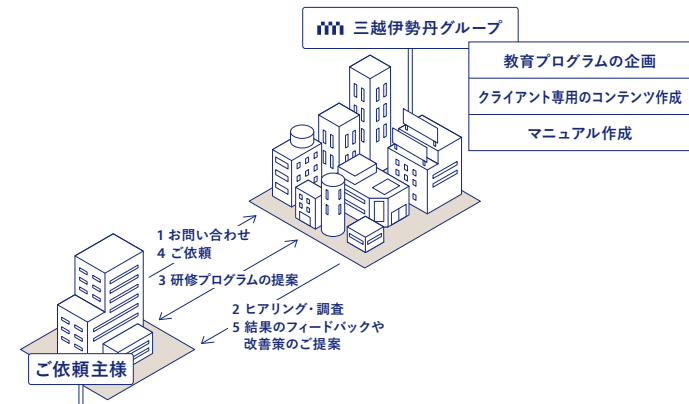 三越伊勢丹グループ
教育プログラムの企画
クライアント専用のコンテンツ作成
マニュアル作成
1 お問い合わせ
4 ご依頼
3 研修プログラムの提案
2 ヒアリング・調査
5 結果のフィードバックや
改善策のご提案
ご依頼主様